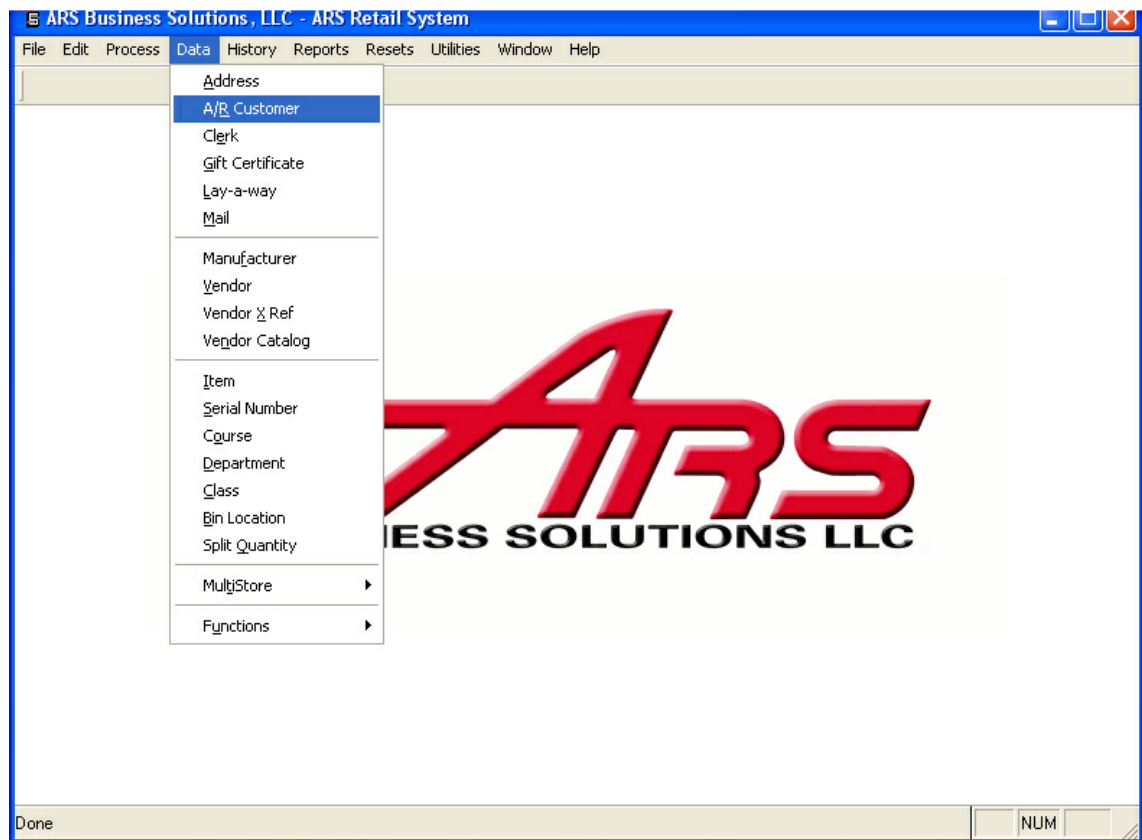 ARS Business Solutions, LLC - ARS Retail System
File Edit Process Data History Reports Resets Utilities Window Help
Address
A/R Customer
Clerk
Gift Certificate
Lay-a-way
Mail
Manufacturer
Vendor
Vendor X Ref
Vendor Catalog
Item
Serial Number
Course
Department
Class
Bin Location
Split Quantity
MultiStore
Functions
ARS
ESS SOLUTIONS LLC
Done NUM